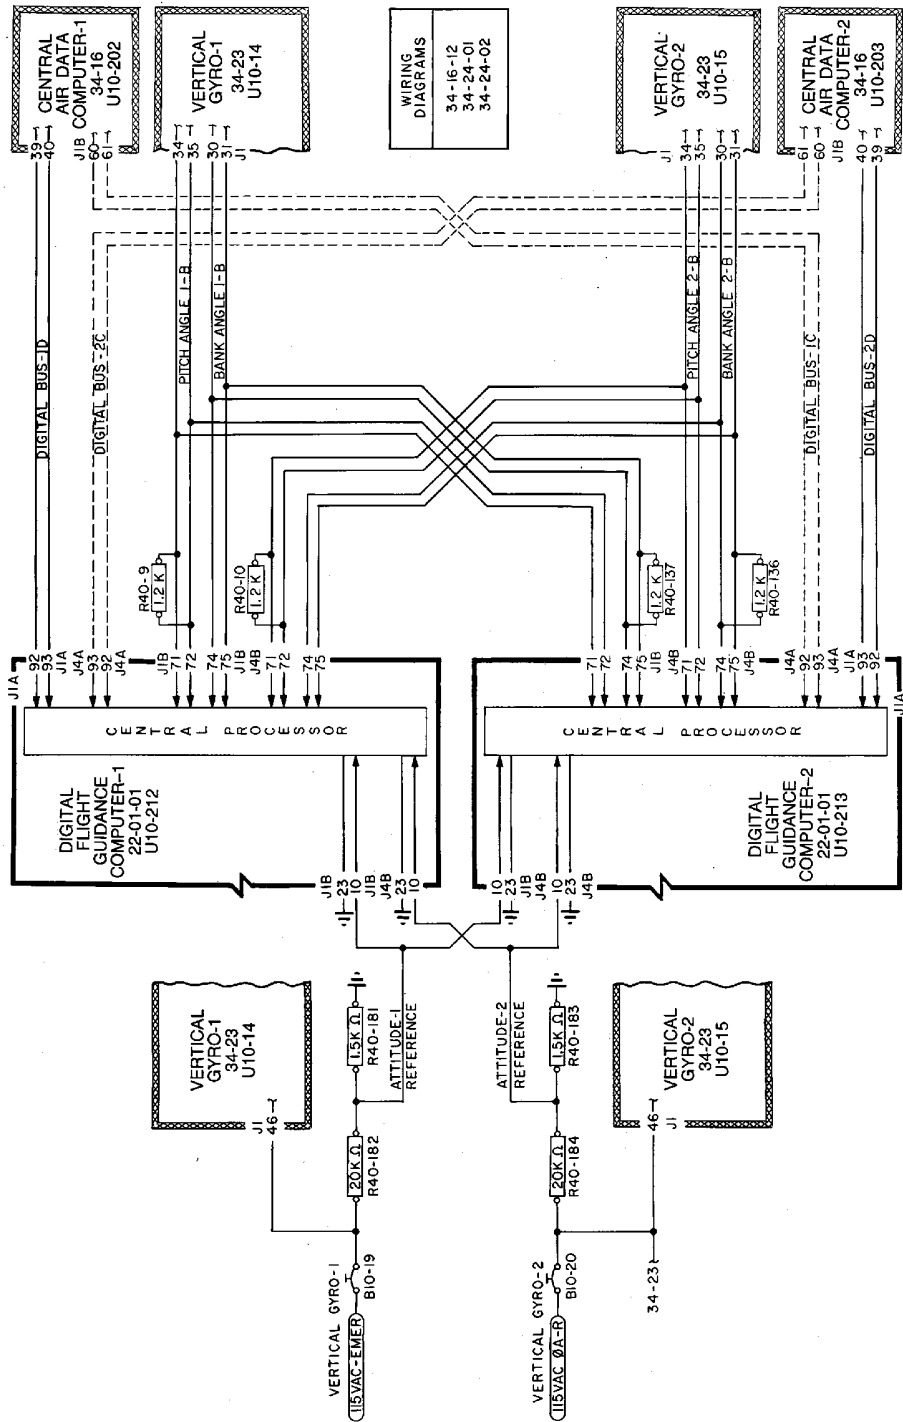 CENTRAL
AIR DATA
COMPUTER-1
34-16
U10-202
39
40
J1B
60
61
VERTICAL
GYRO-1
34-23
U10-14
34
35
30
31
J1
WIRING
DIAGRAMS
34-16-12
34-24-01
34-24-02
VERTICAL
GYRO-2
34-23
U10-15
J1
34
35
30
31
CENTRAL
AIR DATA
COMPUTER-2
34-16
U10-203
61
60
J1B
40
39
DIGITAL BUS-1D
DIGITAL BUS-2C
PITCH ANGLE 1-B
BANK ANGLE 1-B
PITCH ANGLE 2-B
BANK ANGLE 2-B
DIGITAL BUS-1C
DIGITAL BUS-2D
R40-9
1.2 K
R40-10
1.2 K
1.2 K
R40-137
1.2 K
R40-136
J1A
92
93
J1A
J4A
93
92
J4A
J1B
71
72
74
75
J1B
J4B
71
72
74
75
71
72
74
75
J1B
J4B
71
72
74
75
J4B
J4A
92
93
J4A
J1A
93
92
J1A
CENTRAL PROCESSOR
CENTRAL PROCESSOR
DIGITAL
FLIGHT
GUIDANCE
COMPUTER-1
22-01-01
U10-212
DIGITAL
FLIGHT
GUIDANCE
COMPUTER-2
22-01-01
U10-213
J1B
23
10
J1B
J4B
23
10
10
23
J1B
J4B
10
23
J4B
VERTICAL
GYRO-1
34-23
U10-14
J1
46
1.5K Ω
R40-181
ATTITUDE-1
REFERENCE
ATTITUDE-2
REFERENCE
1.5K Ω
R40-183
VERTICAL
GYRO-2
34-23
U10-15
46
J1
20K Ω
R40-182
20K Ω
R40-184
VERTICAL GYRO-1
B10-19
115VAC-EMER
VERTICAL GYRO-2
B10-20
115VAC ØA-R
34-23